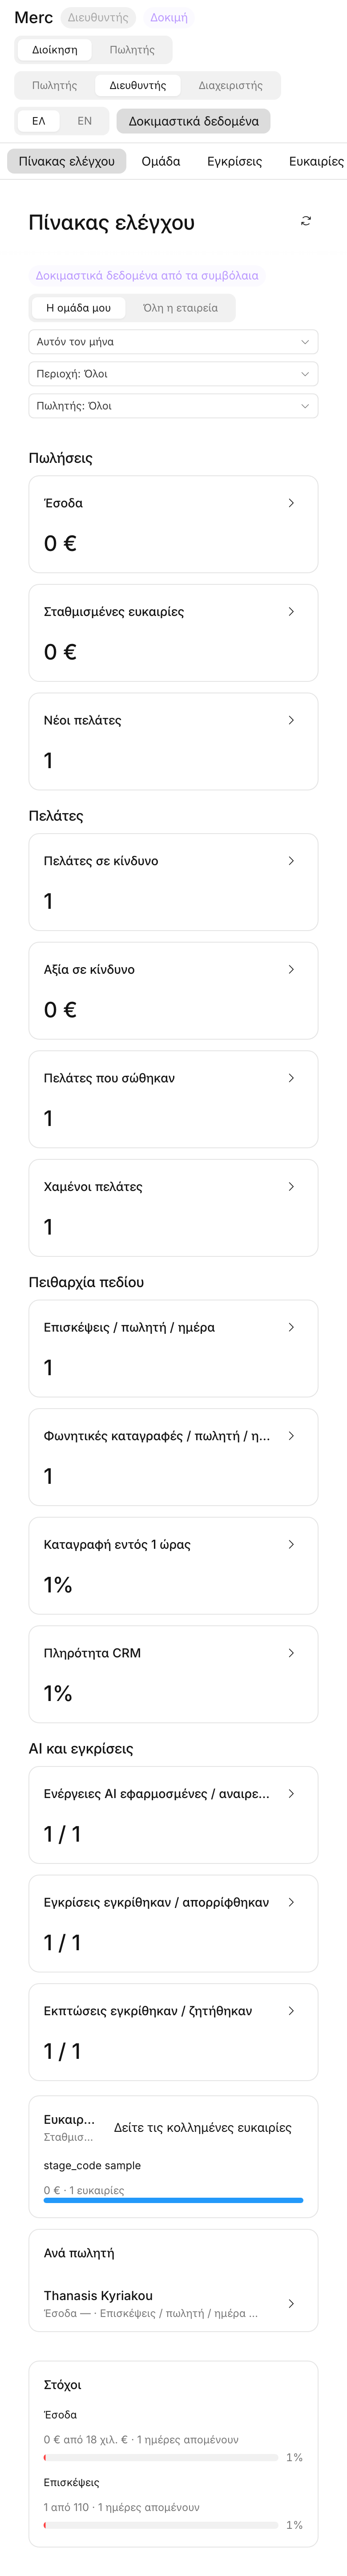 Merc Διευθυντής Δοκιμή
Διοίκηση Πωλητής
Πωλητής Διευθυντής Διαχειριστής
ΕΛ EN Δοκιμαστικά δεδομένα
Πίνακας ελέγχου Ομάδα Εγκρίσεις Ευκαιρίες
Πίνακας ελέγχου
Δοκιμαστικά δεδομένα από τα συμβόλαια
Η ομάδα μου Όλη η εταιρεία
Αυτόν τον μήνα
Περιοχή: Όλοι
Πωλητής: Όλοι
Πωλήσεις
Έσοδα
0 €
Σταθμισμένες ευκαιρίες
0 €
Νέοι πελάτες
1
Πελάτες
Πελάτες σε κίνδυνο
1
Αξία σε κίνδυνο
0 €
Πελάτες που σώθηκαν
1
Χαμένοι πελάτες
1
Πειθαρχία πεδίου
Επισκέψεις / πωλητή / ημέρα
1
Φωνητικές καταγραφές / πωλητή / η...
1
Καταγραφή εντός 1 ώρας
1%
Πληρότητα CRM
1%
AI και εγκρίσεις
Ενέργειες AI εφαρμοσμένες / αναιρε...
1 / 1
Εγκρίσεις εγκρίθηκαν / απορρίφθηκαν
1 / 1
Εκπτώσεις εγκρίθηκαν / ζητήθηκαν
1 / 1
Ευκαιρ... Δείτε τις κολλημένες ευκαιρίες
Σταθμισ...
stage_code sample
0 € · 1 ευκαιρίες
Ανά πωλητή
Thanasis Kyriakou
Έσοδα — · Επισκέψεις / πωλητή / ημέρα ...
Στόχοι
Έσοδα
0 € από 18 χιλ. € · 1 ημέρες απομένουν
1%
Επισκέψεις
1 από 110 · 1 ημέρες απομένουν
1%